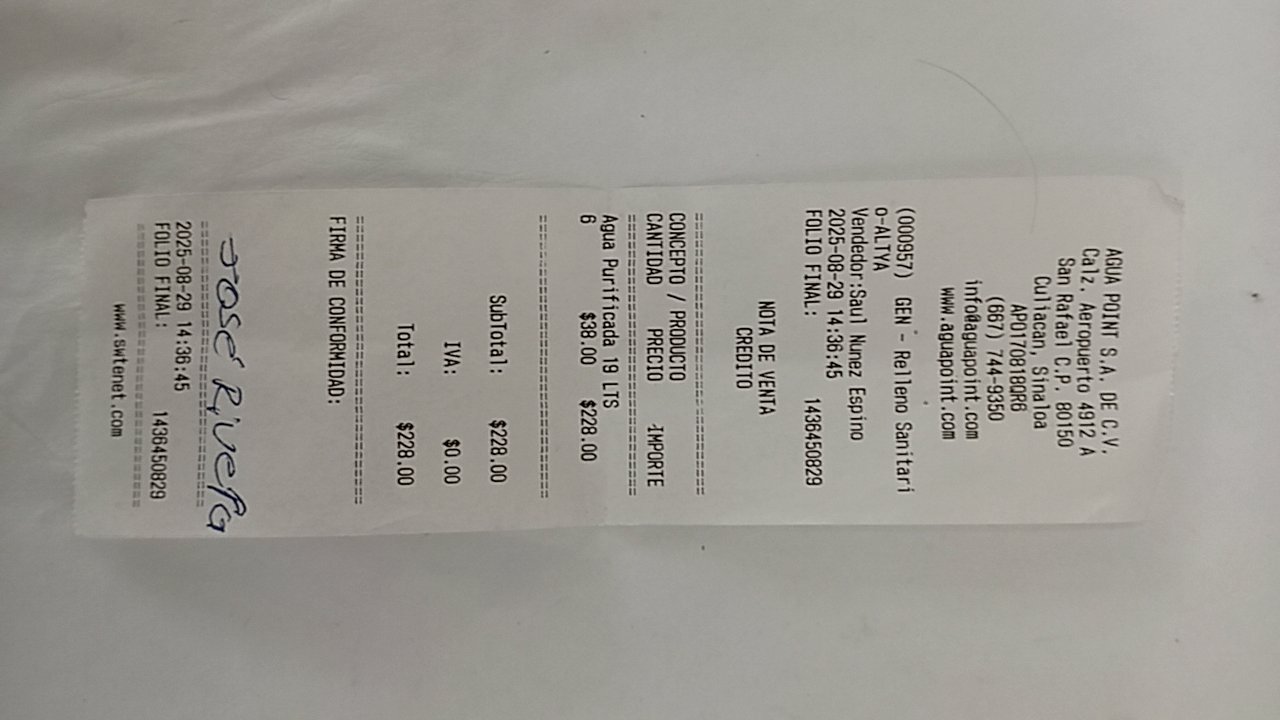 AGUA POINT S.A. DE C.V.
Calz. Aeropuerto 4912 A
San Rafael C.P. 80150
Culiacan, Sinaloa
APO170818QR6
(667) 744-9350
info@aguapoint.com
www.aguapoint.com
(000957) GEN - Relleno Sanitari
o-ALTYA
Vendedor:Saul Nunez Espino
2025-08-29 14:36:45
FOLIO FINAL: 1436450829
NOTA DE VENTA
CREDITO
================================
CONCEPTO / PRODUCTO
CANTIDAD PRECIO IMPORTE
================================
Agua Purificada 19 LTS
6 $38.00 $228.00
================================
SubTotal: $228.00
IVA: $0.00
Total: $228.00
================================
FIRMA DE CONFORMIDAD:
JOSE RIVERA
================================
2025-08-29 14:36:45
FOLIO FINAL: 1436450829
================================
www.swtenet.com